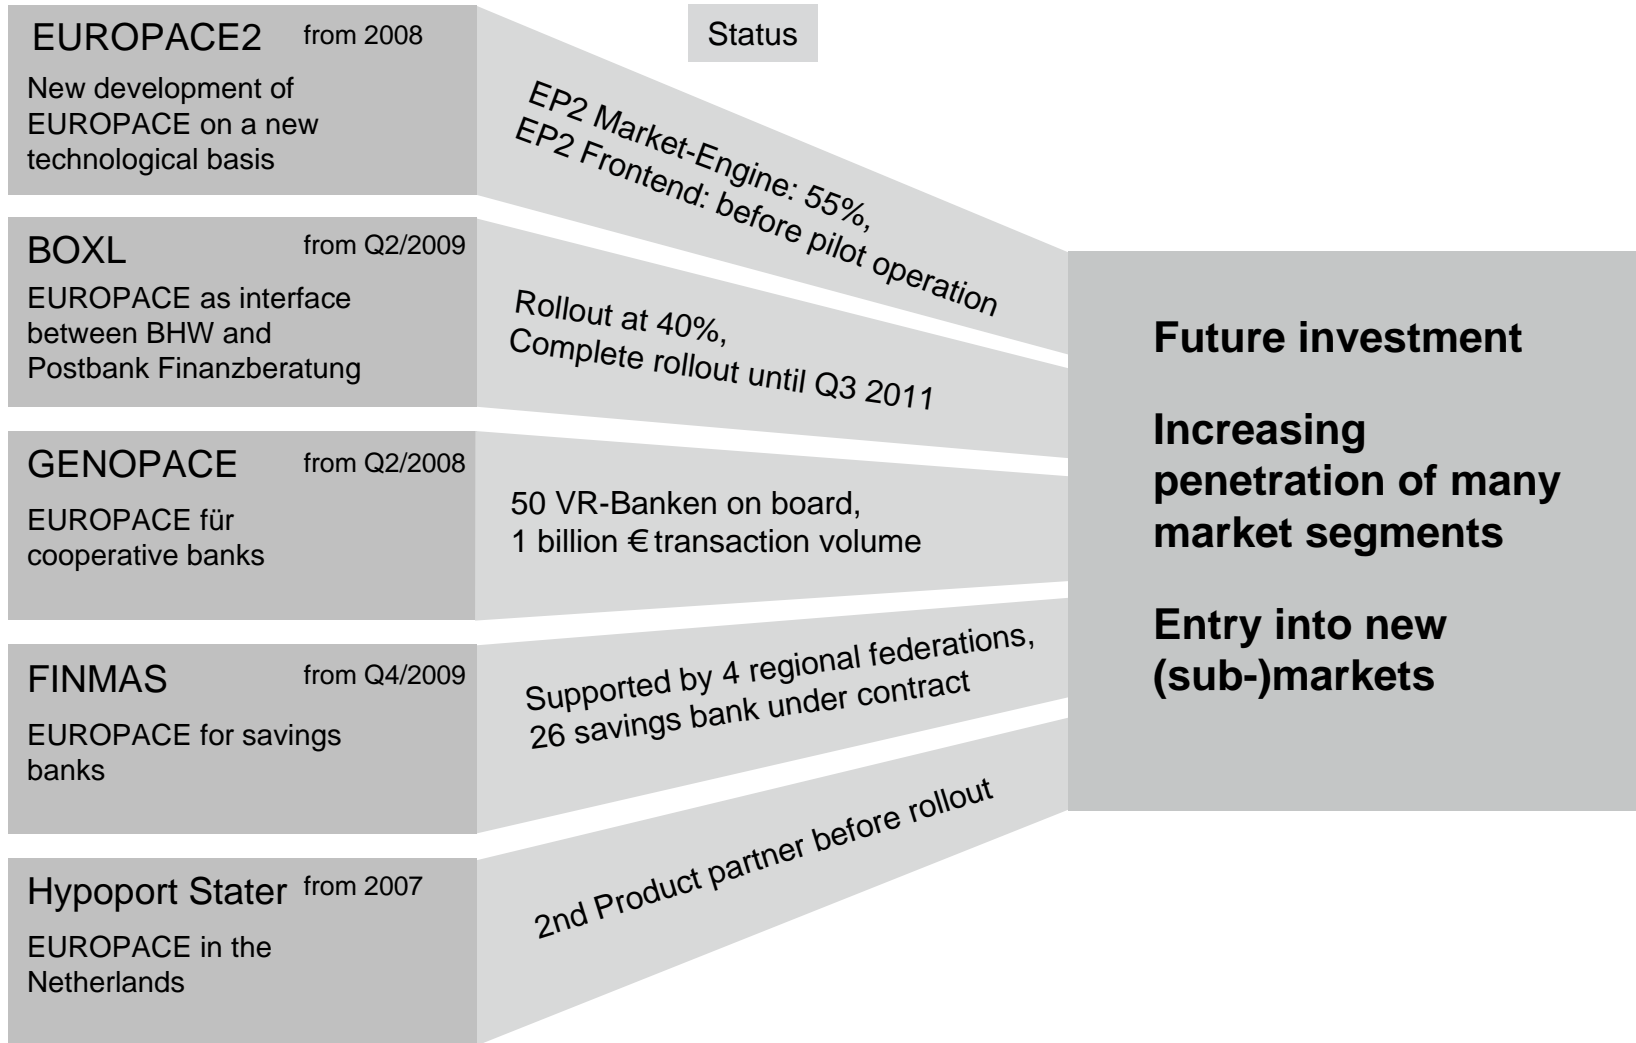 EUROPACE2 from 2008
New development of
EUROPACE on a new
technological basis
Status
EP2 Market-Engine: 55%,
EP2 Frontend: before pilot operation
BOXL from Q2/2009
EUROPACE as interface
between BHW and
Postbank Finanzberatung
Rollout at 40%,
Complete rollout until Q3 2011
GENOPACE from Q2/2008
EUROPACE für
cooperative banks
50 VR-Banken on board,
1 billion € transaction volume
FINMAS from Q4/2009
EUROPACE for savings
banks
Supported by 4 regional federations,
26 savings bank under contract
Hypoport Stater from 2007
EUROPACE in the
Netherlands
2nd Product partner before rollout
Future investment
Increasing
penetration of many
market segments
Entry into new
(sub-)markets